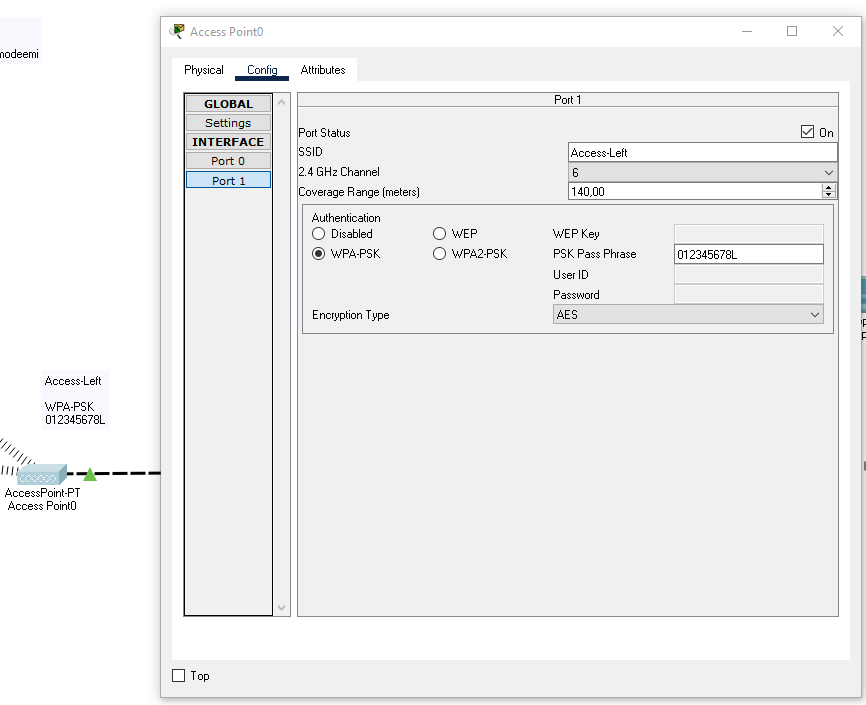 modeemi
Access Point0
Physical
Config
Attributes
GLOBAL
Settings
INTERFACE
Port 0
Port 1
Port 1
Port Status
On
SSID
Access-Left
2.4 GHz Channel
6
Coverage Range (meters)
140,00
Authentication
Disabled
WEP
WEP Key
WPA-PSK
WPA2-PSK
PSK Pass Phrase
012345678L
User ID
Password
Encryption Type
AES
Access-Left
WPA-PSK
012345678L
AccessPoint-PT
Access Point0
Top